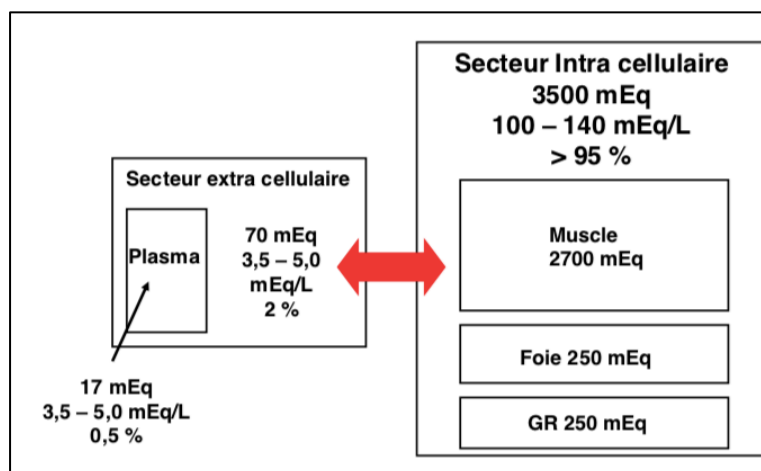 Secteur extra cellulaire
Plasma
70 mEq
3,5 – 5,0
mEq/L
2 %
17 mEq
3,5 – 5,0 mEq/L
0,5 %
Secteur Intra cellulaire
3500 mEq
100 – 140 mEq/L
> 95 %
Muscle
2700 mEq
Foie 250 mEq
GR 250 mEq